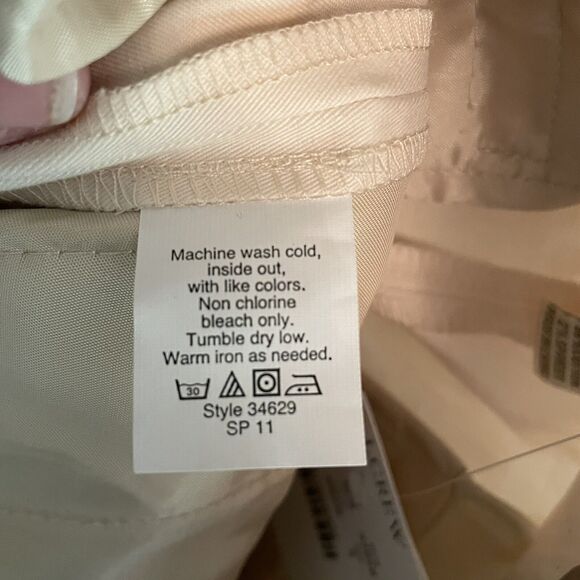 Machine wash cold,
inside out,
with like colors.
Non chlorine
bleach only.
Tumble dry low.
Warm iron as needed.
30
Style 34629
SP 11